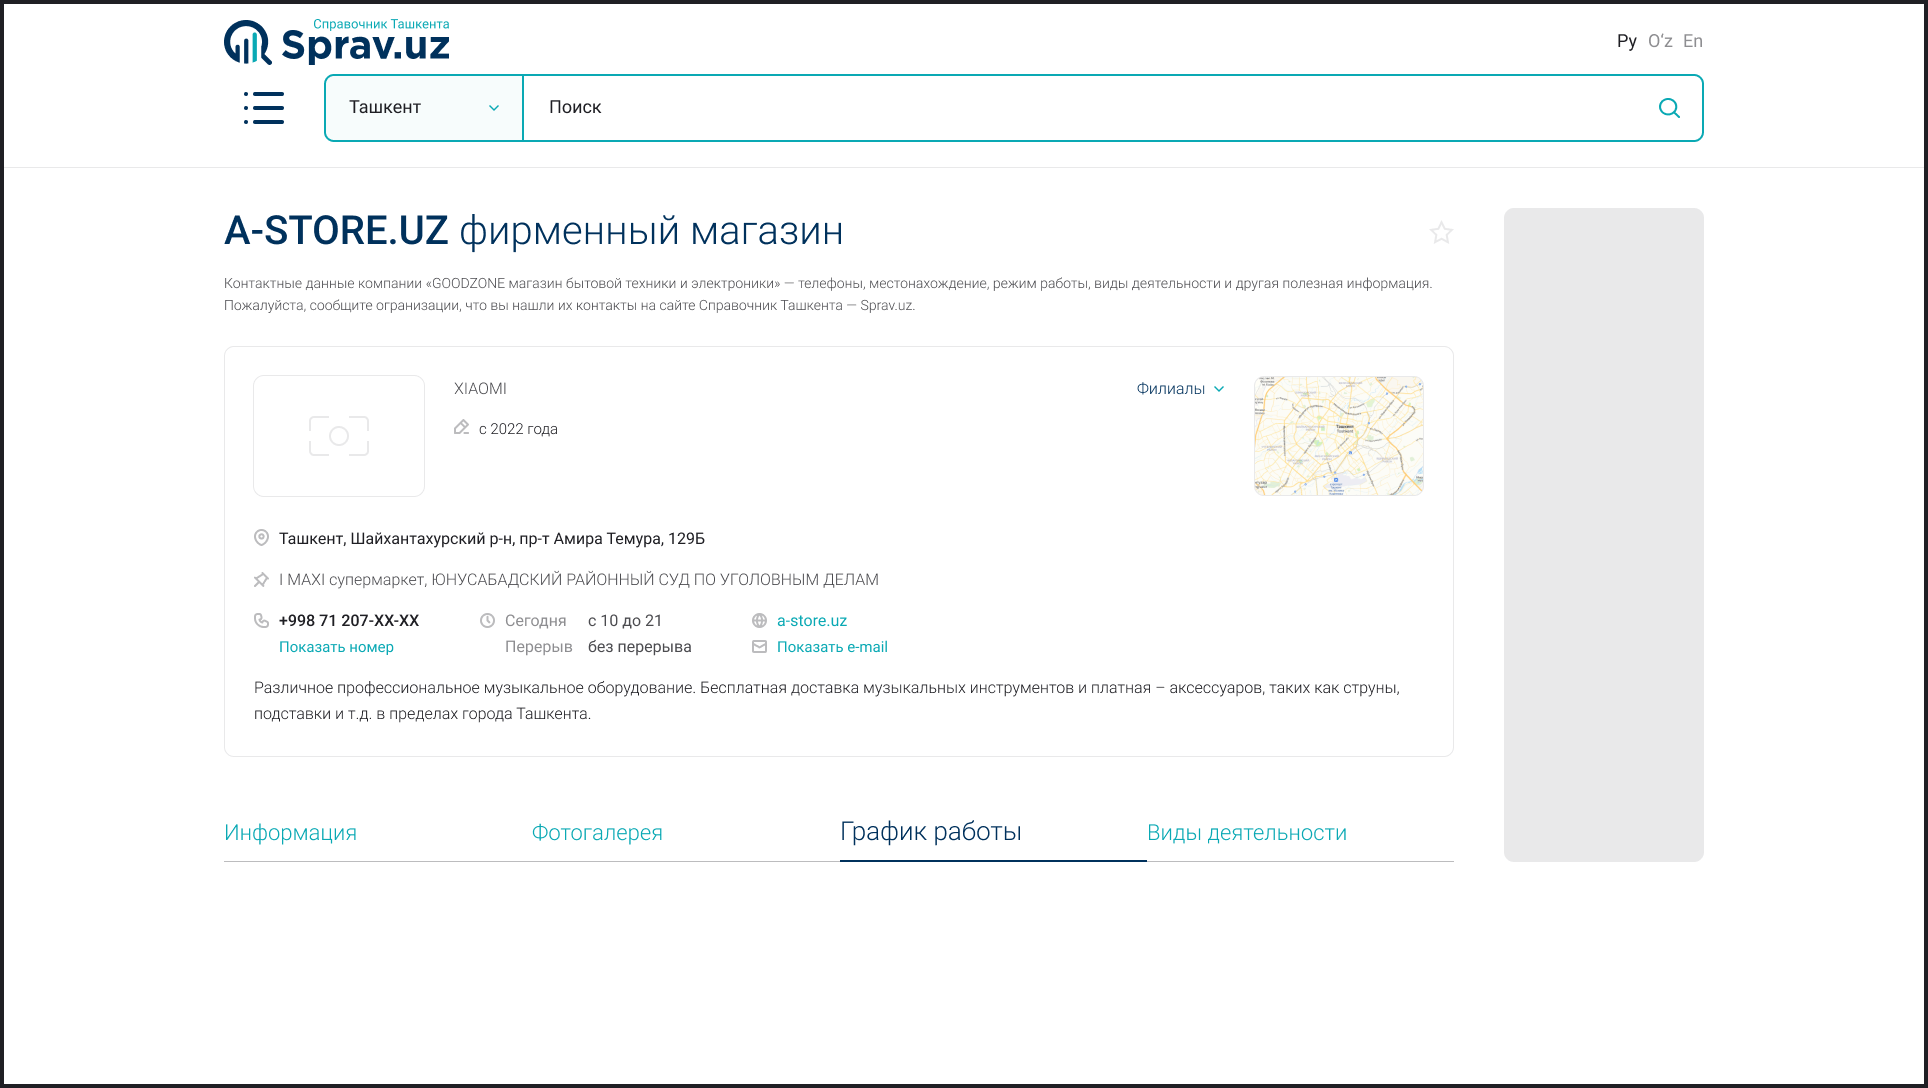 Справочник Ташкента
Sprav.uz
Ру O‘z En
Ташкент
Поиск
A-STORE.UZ фирменный магазин
Контактные данные компании «GOODZONE магазин бытовой техники и электроники» — телефоны, местонахождение, режим работы, виды деятельности и другая полезная информация.
Пожалуйста, сообщите огранизации, что вы нашли их контакты на сайте Справочник Ташкента — Sprav.uz.
XIAOMI
Филиалы
с 2022 года
Ташкент
Ташкент, Шайхантахурский р-н, пр-т Амира Темура, 129Б
I MAXI супермаркет, ЮНУСАБАДСКИЙ РАЙОННЫЙ СУД ПО УГОЛОВНЫМ ДЕЛАМ
+998 71 207-XX-XX
Показать номер
Сегодня с 10 до 21
Перерыв без перерыва
a-store.uz
Показать e-mail
Различное профессиональное музыкальное оборудование. Бесплатная доставка музыкальных инструментов и платная – аксессуаров, таких как струны,
подставки и т.д. в пределах города Ташкента.
Информация
Фотогалерея
График работы
Виды деятельности